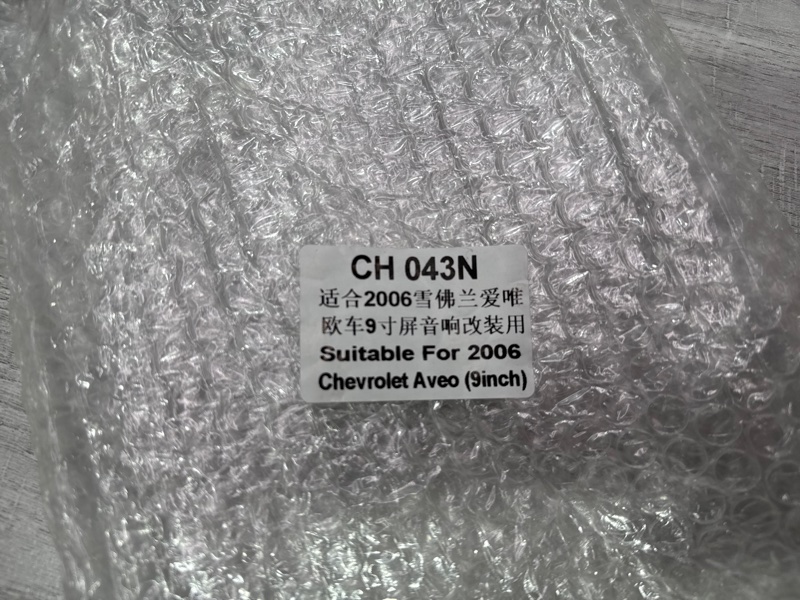 CH 043N
适合2006雪佛兰爱唯
欧车9寸屏音响改装用
Suitable For 2006
Chevrolet Aveo (9inch)